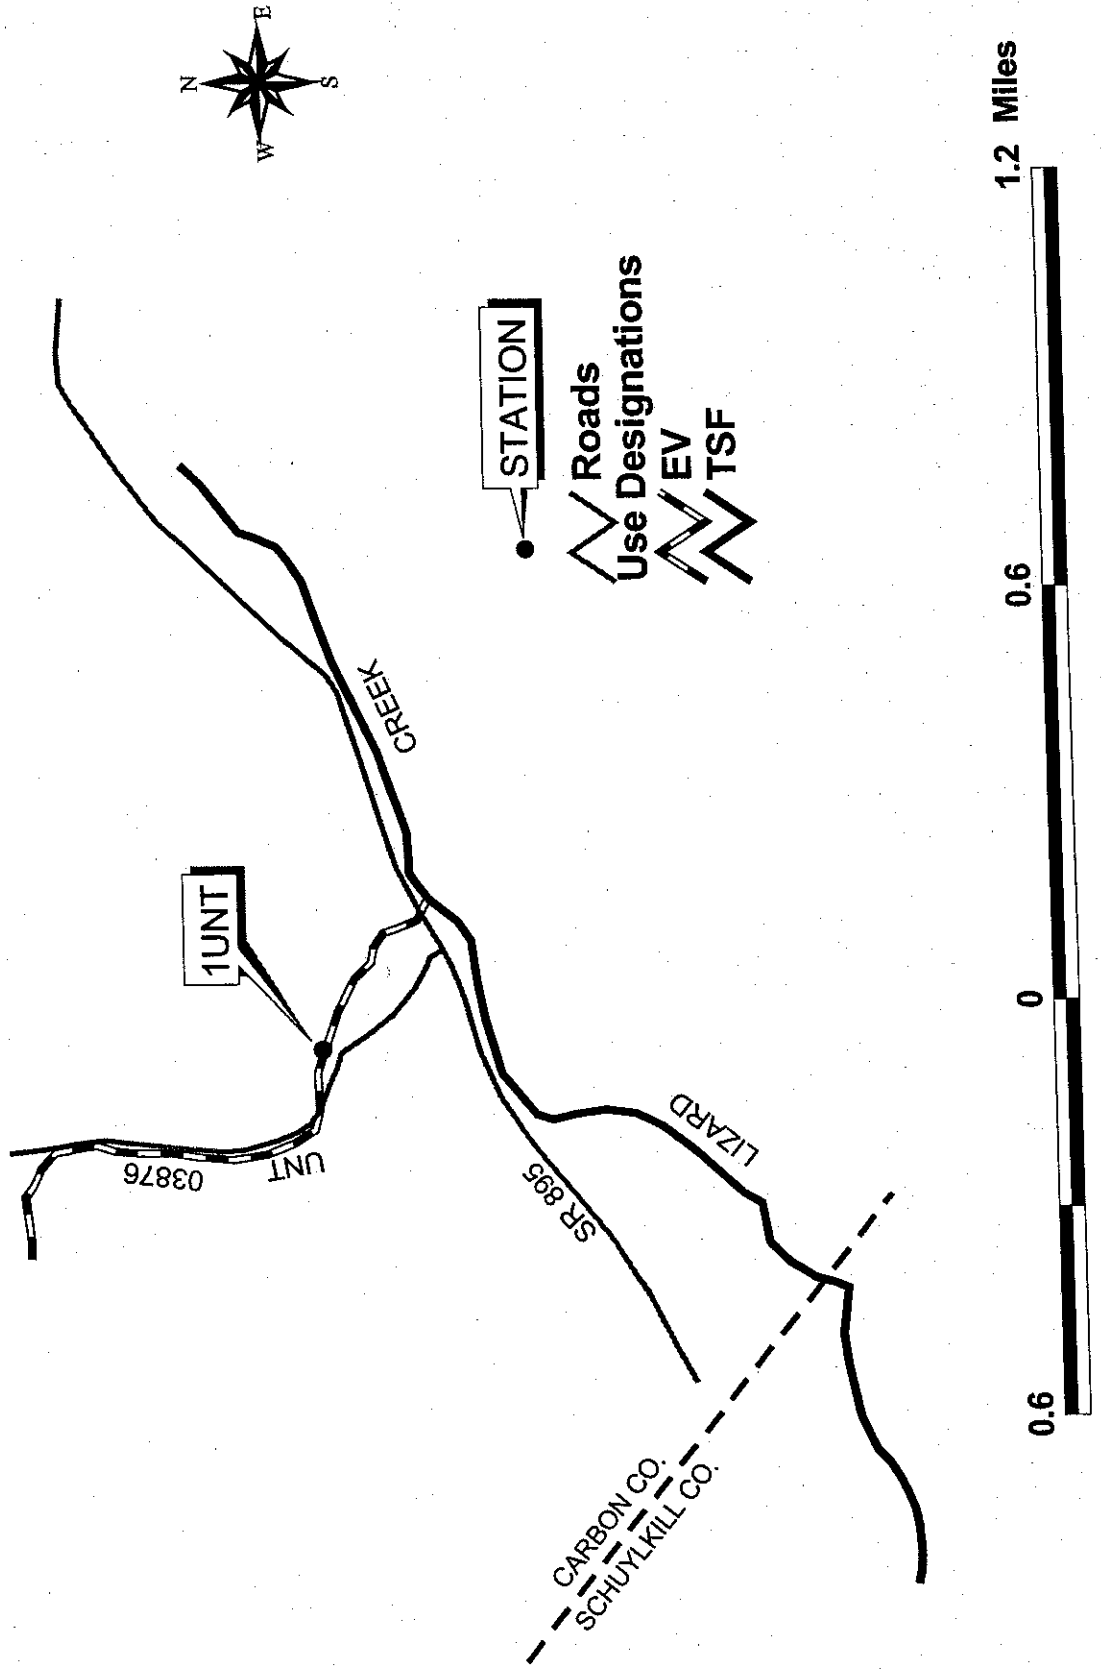 N
E
W
S
1UNT
03876
UNT
CREEK
LIZARD
SR 895
CARBON CO.
SCHUYLKILL CO.
STATION
Roads
Use Designations
EV
TSF
0.6
0
0.6
1.2 Miles